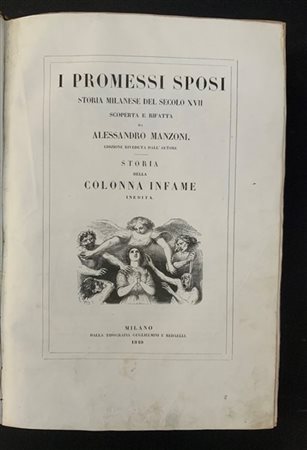 I PROMESSI SPOSI
STORIA MILANESE DEL SECOLO XVII
SCOPERTA E RIFATTA
DA
ALESSANDRO MANZONI.
EDIZIONE RIVEDUTA DALL'AUTORE
STORIA
DELLA
COLONNA INFAME
INEDITA.
MILANO
DALLA TIPOGRAFIA GUGLIELMINI E REDAELLI
1840